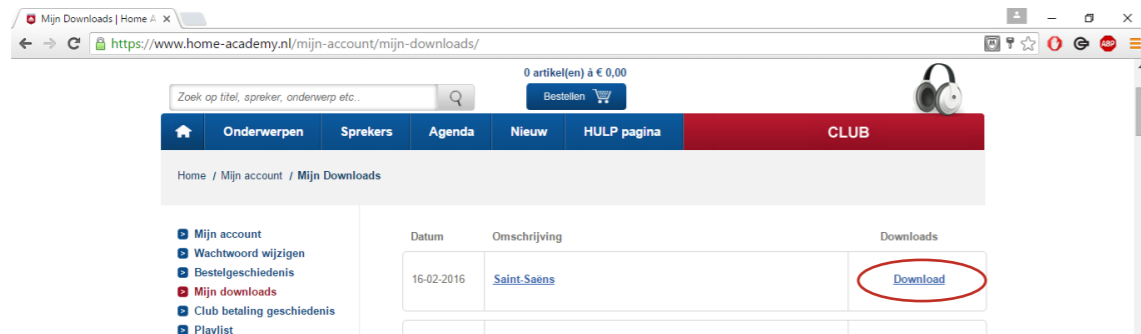 Mijn Downloads | Home A
https://www.home-academy.nl/mijn-account/mijn-downloads/
ABP
0 artikel(en) à € 0,00
Zoek op titel, spreker, onderwerp etc..
Bestellen
Onderwerpen Sprekers Agenda Nieuw HULP pagina CLUB
Home / Mijn account / Mijn Downloads
Mijn account
Wachtwoord wijzigen
Bestelgeschiedenis
Mijn downloads
Club betaling geschiedenis
Playlist
Datum Omschrijving Downloads
16-02-2016 Saint-Saëns Download